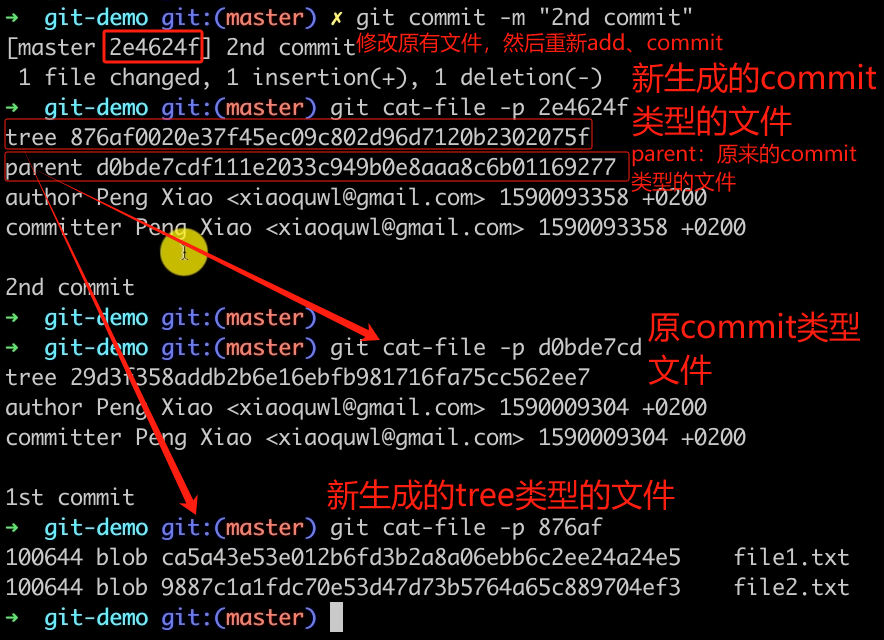 → git-demo git:(master) ✗ git commit -m "2nd commit"
[master 2e4624f] 2nd commit修改原有文件，然后重新add、commit
1 file changed, 1 insertion(+), 1 deletion(-)
新生成的commit
→ git-demo git:(master) git cat-file -p 2e4624f
类型的文件
tree 876af0020e37f45ec09c802d96d7120b2302075f
parent d0bde7cdf111e2033c949b0e8aaa8c6b01169277
parent：原来的commit
类型的文件
author Peng Xiao <xiaoquwl@gmail.com> 1590093358 +0200
committer Peng Xiao <xiaoquwl@gmail.com> 1590093358 +0200
2nd commit
→ git-demo git:(master)
→ git-demo git:(master) git cat-file -p d0bde7cd
原commit类型
文件
tree 29d3f358addb2b6e16ebfb981716fa75cc562ee7
author Peng Xiao <xiaoquwl@gmail.com> 1590009304 +0200
committer Peng Xiao <xiaoquwl@gmail.com> 1590009304 +0200
1st commit
新生成的tree类型的文件
→ git-demo git:(master) git cat-file -p 876af
100644 blob ca5a43e53e012b6fd3b2a8a06ebb6c2ee24a24e5 file1.txt
100644 blob 9887c1a1fdc70e53d47d73b5764a65c889704ef3 file2.txt
→ git-demo git:(master)